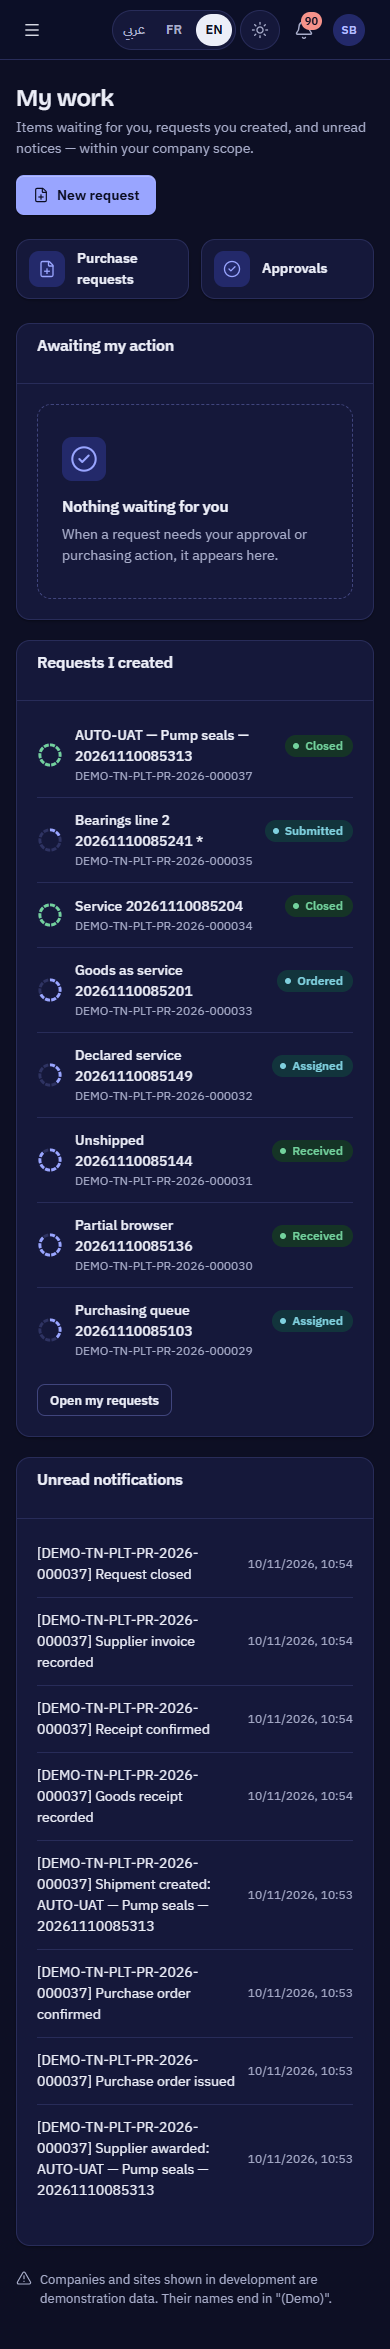 عربي FR EN 90 SB
My work
Items waiting for you, requests you created, and unread
notices — within your company scope.
New request
Purchase
requests
Approvals
Awaiting my action
Nothing waiting for you
When a request needs your approval or
purchasing action, it appears here.
Requests I created
AUTO-UAT — Pump seals —
20261110085313
Closed
DEMO-TN-PLT-PR-2026-000037
Bearings line 2
20261110085241 *
Submitted
DEMO-TN-PLT-PR-2026-000035
Service 20261110085204
Closed
DEMO-TN-PLT-PR-2026-000034
Goods as service
20261110085201
Ordered
DEMO-TN-PLT-PR-2026-000033
Declared service
20261110085149
Assigned
DEMO-TN-PLT-PR-2026-000032
Unshipped
20261110085144
Received
DEMO-TN-PLT-PR-2026-000031
Partial browser
20261110085136
Received
DEMO-TN-PLT-PR-2026-000030
Purchasing queue
20261110085103
Assigned
DEMO-TN-PLT-PR-2026-000029
Open my requests
Unread notifications
[DEMO-TN-PLT-PR-2026-
000037] Request closed
10/11/2026, 10:54
[DEMO-TN-PLT-PR-2026-
000037] Supplier invoice
recorded
10/11/2026, 10:54
[DEMO-TN-PLT-PR-2026-
000037] Receipt confirmed
10/11/2026, 10:54
[DEMO-TN-PLT-PR-2026-
000037] Goods receipt
recorded
10/11/2026, 10:54
[DEMO-TN-PLT-PR-2026-
000037] Shipment created:
AUTO-UAT — Pump seals —
20261110085313
10/11/2026, 10:53
[DEMO-TN-PLT-PR-2026-
000037] Purchase order
confirmed
10/11/2026, 10:53
[DEMO-TN-PLT-PR-2026-
000037] Purchase order issued
10/11/2026, 10:53
[DEMO-TN-PLT-PR-2026-
000037] Supplier awarded:
AUTO-UAT — Pump seals —
20261110085313
10/11/2026, 10:53
Companies and sites shown in development are
demonstration data. Their names end in "(Demo)".